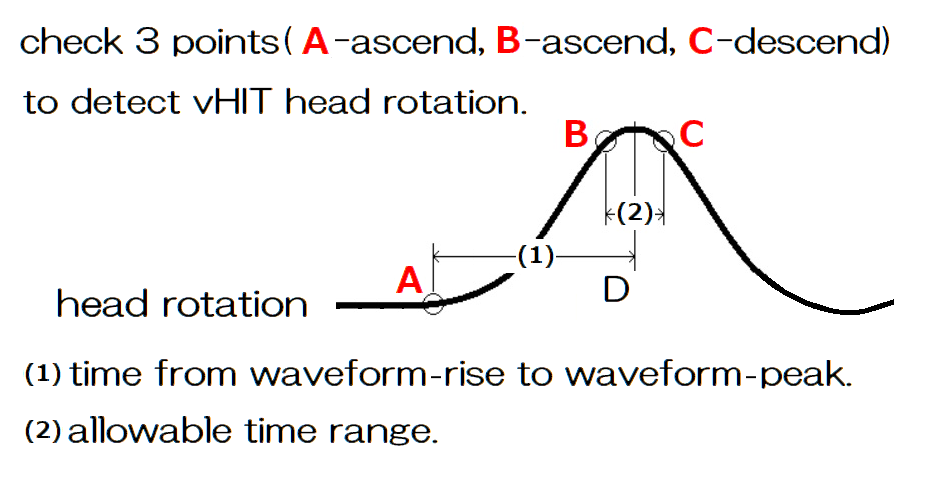 check 3 points( A-ascend, B-ascend, C-descend)
to detect vHIT head rotation.
B
C
(2)
(1)
A
D
head rotation
(1) time from waveform-rise to waveform-peak.
(2) allowable time range.